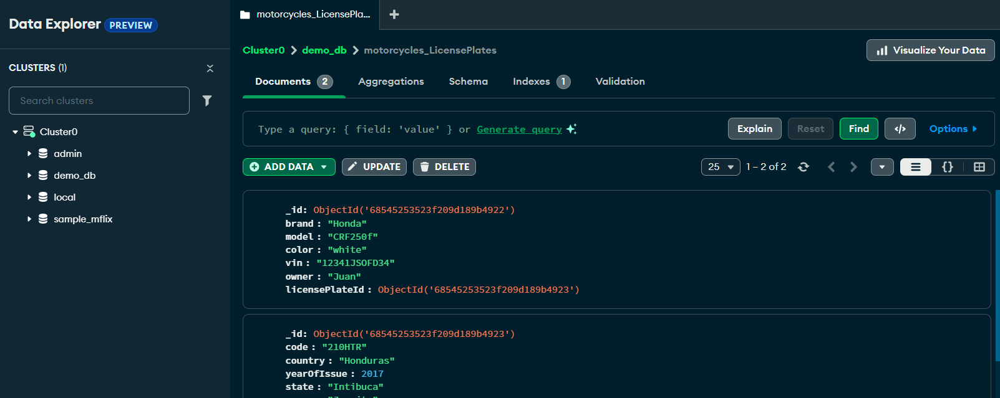 Data Explorer PREVIEW
CLUSTERS (1)
Search clusters
Cluster0
admin
demo_db
local
sample_mflix
motorcycles_LicensePla...
Cluster0 > demo_db > motorcycles_LicensePlates
Visualize Your Data
Documents 2 Aggregations Schema Indexes 1 Validation
Type a query: { field: 'value' } or Generate query
Explain Reset Find </> Options
ADD DATA UPDATE DELETE
25 1 – 2 of 2 {}
_id: ObjectId('68545253523f209d189b4922')
brand : "Honda"
model : "CRF250f"
color : "white"
vin : "12341JSOFD34"
owner : "Juan"
licensePlateId : ObjectId('68545253523f209d189b4923')
_id: ObjectId('68545253523f209d189b4923')
code : "210HTR"
country : "Honduras"
yearOfIssue : 2017
state : "Intibuca"